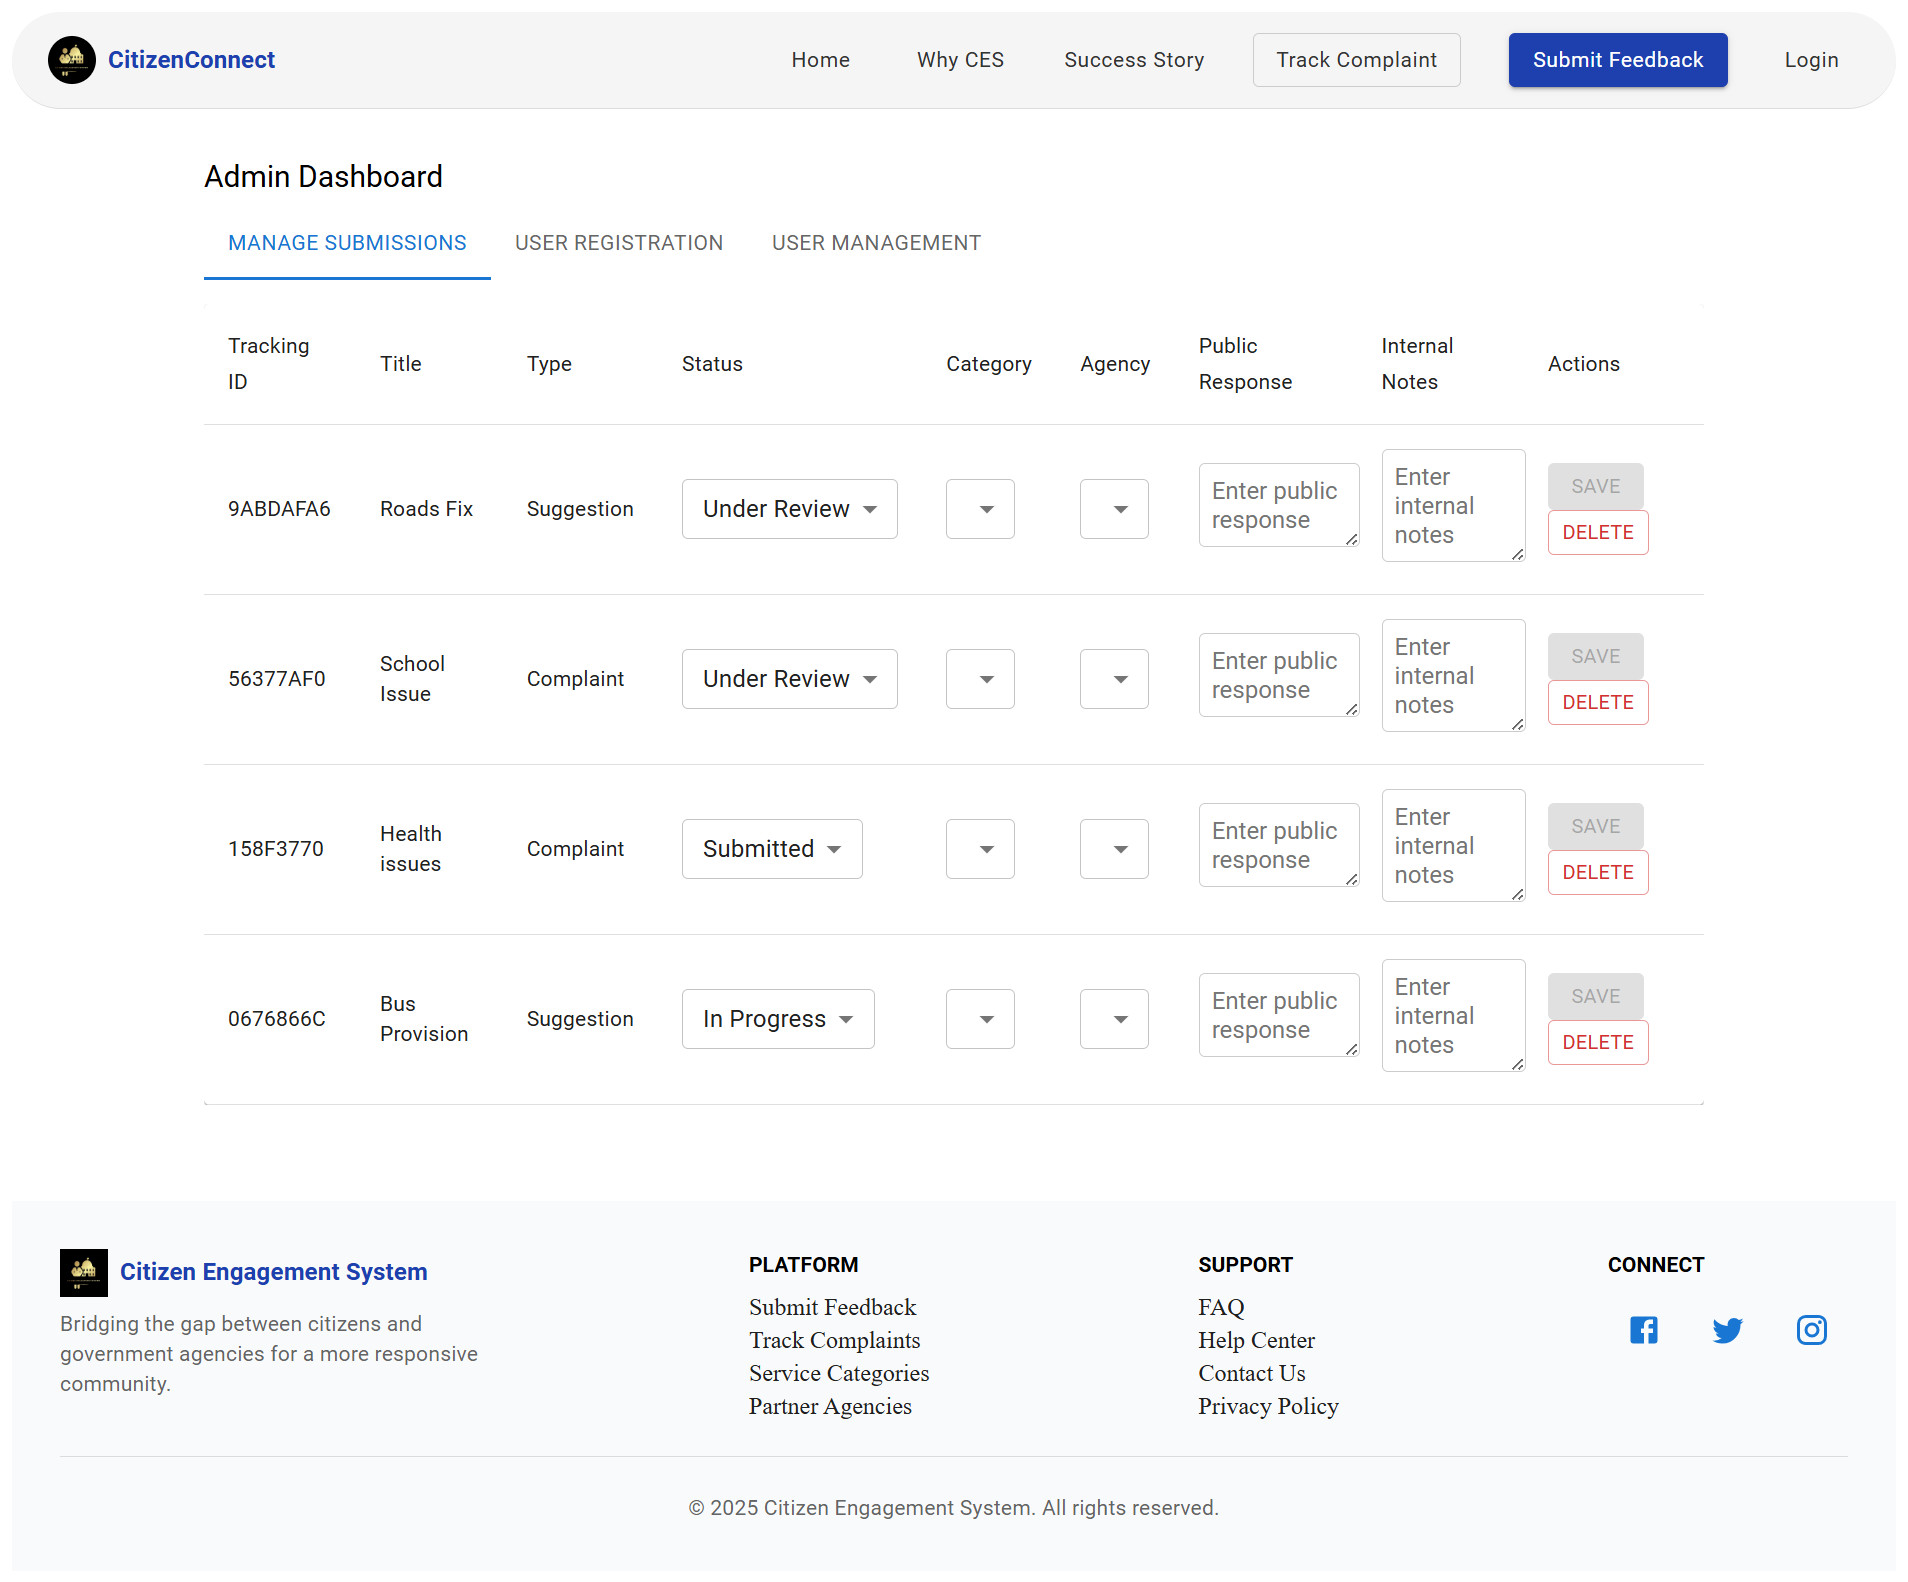 CitizenConnect
Home
Why CES
Success Story
Track Complaint
Submit Feedback
Login
Admin Dashboard
MANAGE SUBMISSIONS
USER REGISTRATION
USER MANAGEMENT
Tracking
ID
Title
Type
Status
Category
Agency
Public
Response
Internal
Notes
Actions
9ABDAFA6
Roads Fix
Suggestion
Under Review
Enter public
response
Enter
internal
notes
SAVE
DELETE
56377AF0
School
Issue
Complaint
Under Review
Enter public
response
Enter
internal
notes
SAVE
DELETE
158F3770
Health
issues
Complaint
Submitted
Enter public
response
Enter
internal
notes
SAVE
DELETE
0676866C
Bus
Provision
Suggestion
In Progress
Enter public
response
Enter
internal
notes
SAVE
DELETE
Citizen Engagement System
Bridging the gap between citizens and
government agencies for a more responsive
community.
PLATFORM
Submit Feedback
Track Complaints
Service Categories
Partner Agencies
SUPPORT
FAQ
Help Center
Contact Us
Privacy Policy
CONNECT
© 2025 Citizen Engagement System. All rights reserved.